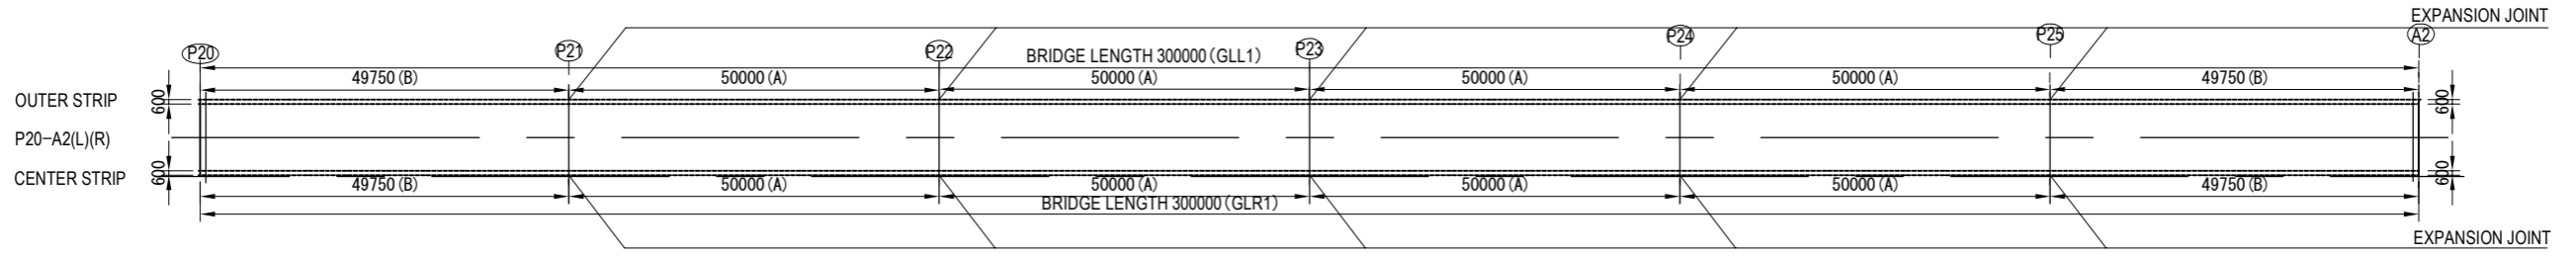 EXPANSION JOINT
P20 P21 P22 P23 P24 P25 A2
BRIDGE LENGTH 300000(GLL1)
49750(B) 50000(A) 50000(A) 50000(A) 50000(A) 49750(B)
OUTER STRIP 600 600
P20-A2(L)(R)
CENTER STRIP 600 600
49750(B) 50000(A) 50000(A) 50000(A) 50000(A) 49750(B)
BRIDGE LENGTH 300000(GLR1)
EXPANSION JOINT